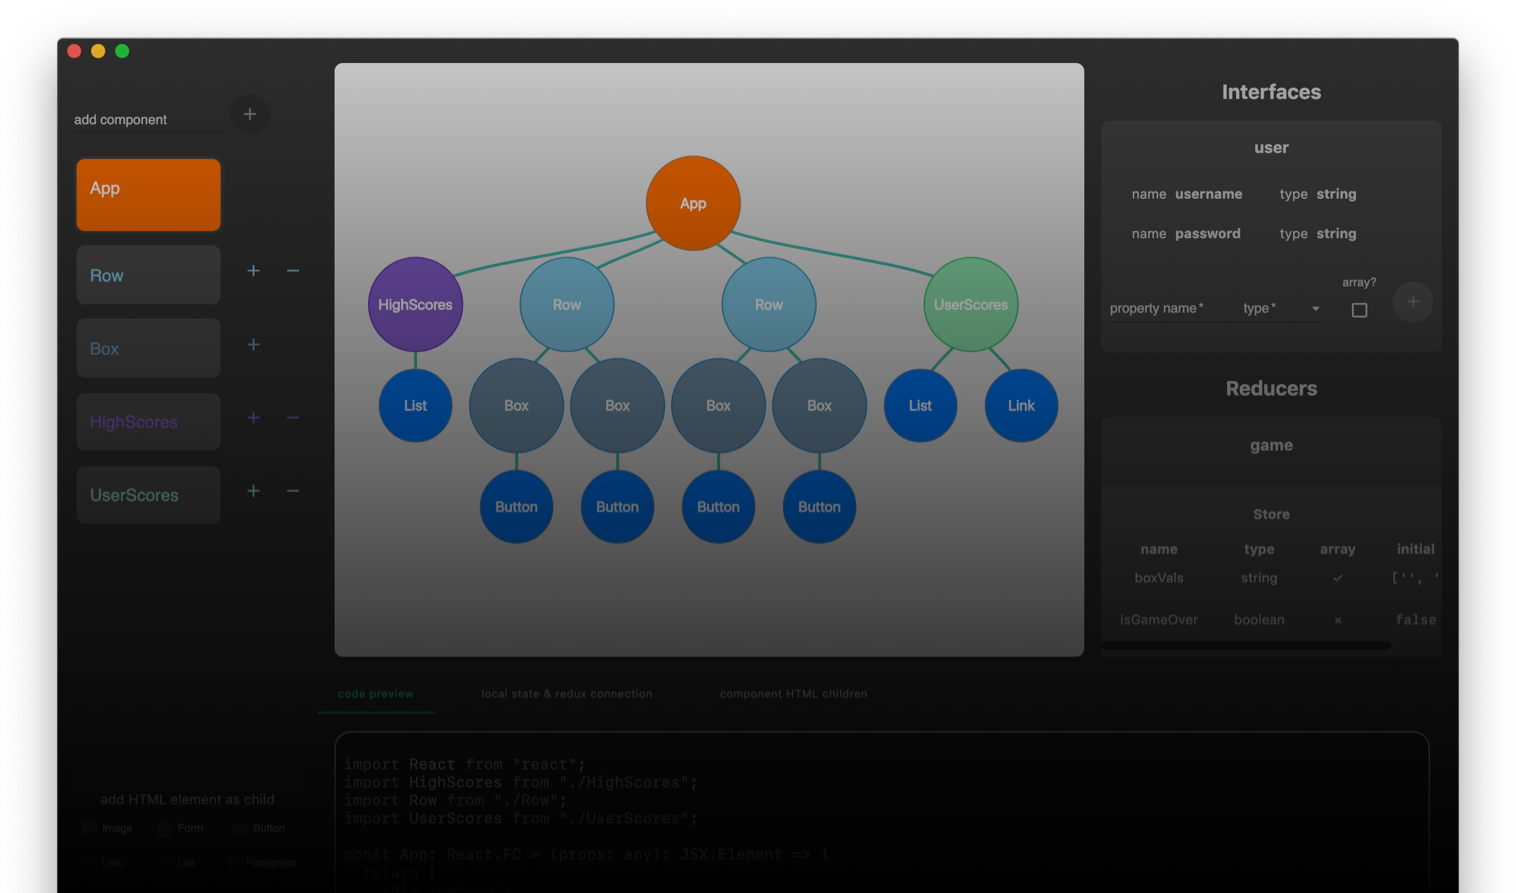 add component
+
App
Row + −
Box +
HighScores + −
UserScores + −
add HTML element as child
Image Form Button
Link List Paragraph
App
HighScores Row Row UserScores
List Box Box Box Box List Link
Button Button Button Button
Interfaces
user
name username type string
name password type string
array?
property name* type* +
Reducers
game
Store
name type array initial
boxVals string ✓ ['', '
isGameOver boolean × false
code preview local state & redux connection component HTML children
import React from "react";
import HighScores from "./HighScores";
import Row from "./Row";
import UserScores from "./UserScores";
const App: React.FC = (props: any): JSX.Element => {
return (